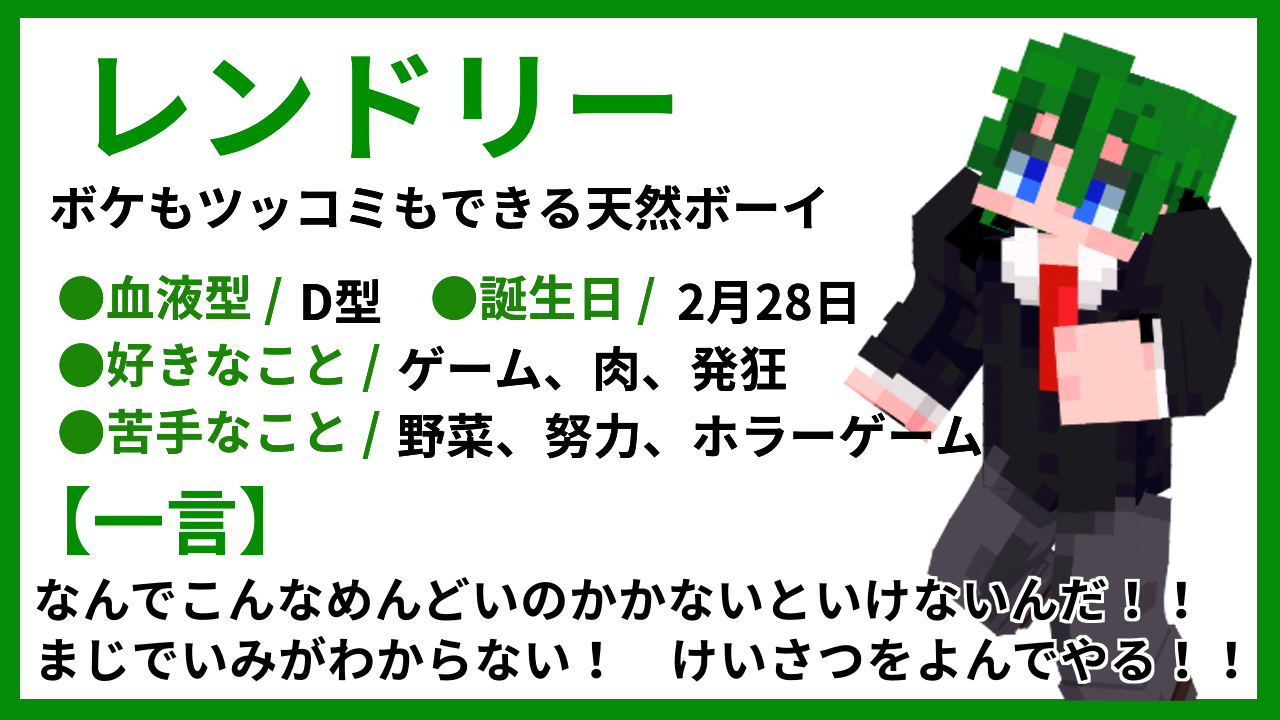 レンドリー
ボケもツッコミもできる天然ボーイ
●血液型 / D型 ●誕生日 / 2月28日
●好きなこと / ゲーム、肉、発狂
●苦手なこと / 野菜、努力、ホラーゲーム
【一言】
なんでこんなめんどいのかかないといけないんだ！！
まじでいみがわからない！　けいさつをよんでやる！！